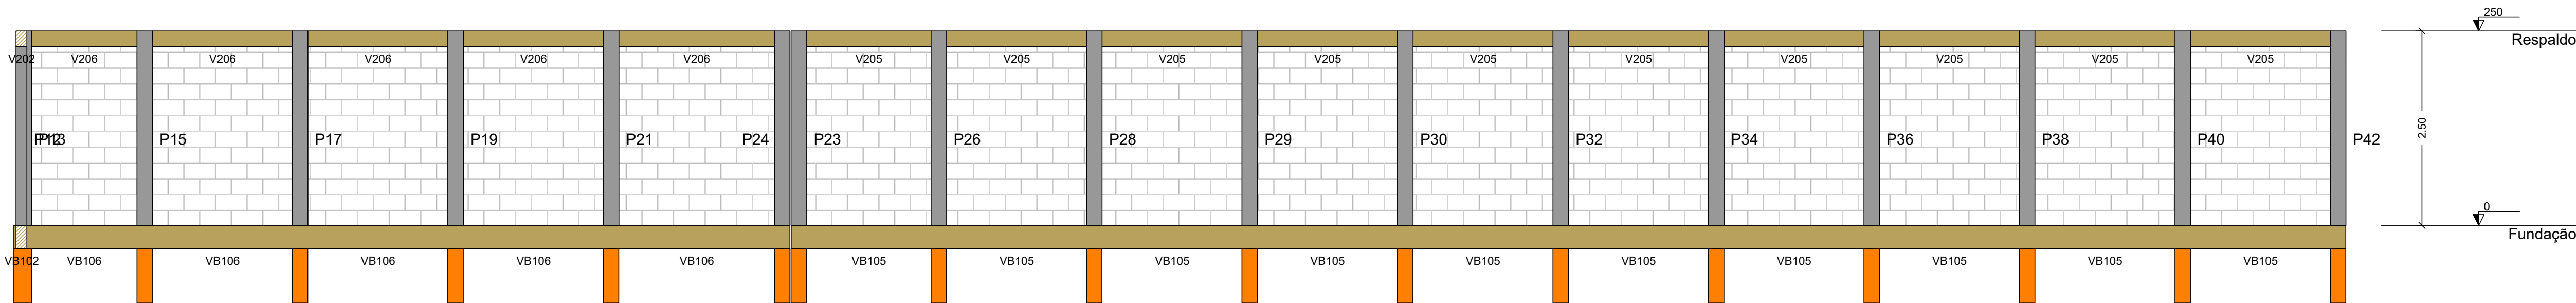 250
Respaldo
V202 V206 V206 V206 V206 V206 V205 V205 V205 V205 V205 V205 V205 V205 V205 V205
2.50
P15 P17 P19 P21 P24 P23 P26 P28 P29 P30 P32 P34 P36 P38 P40 P42
0
Fundação
VB102 VB106 VB106 VB106 VB106 VB106 VB105 VB105 VB105 VB105 VB105 VB105 VB105 VB105 VB105 VB105